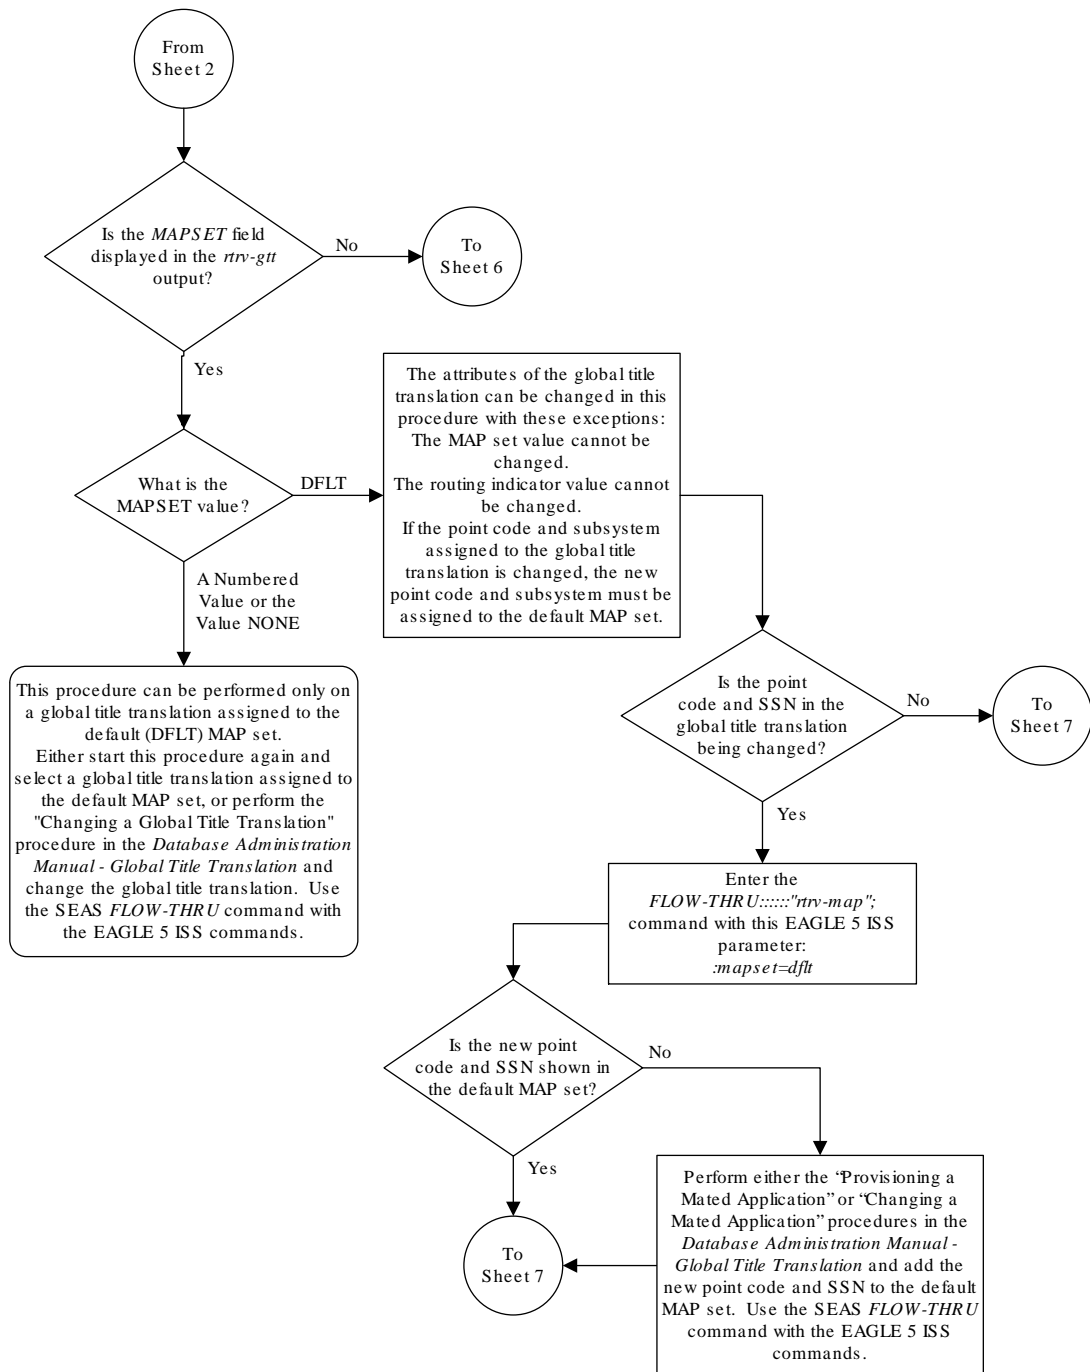 From
Sheet 2
Is the MAPSET field
displayed in the rtrv-gtt
output?
No
To
Sheet 6
Yes
What is the
MAPSET value?
DFLT
The attributes of the global title
translation can be changed in this
procedure with these exceptions:
The MAP set value cannot be
changed.
The routing indicator value cannot
be changed.
If the point code and subsystem
assigned to the global title
translation is changed, the new
point code and subsystem must be
assigned to the default MAP set.
A Numbered
Value or the
Value NONE
This procedure can be performed only on
a global title translation assigned to the
default (DFLT) MAP set.
Either start this procedure again and
select a global title translation assigned to
the default MAP set, or perform the
"Changing a Global Title Translation"
procedure in the Database Administration
Manual - Global Title Translation and
change the global title translation. Use
the SEAS FLOW-THRU command with
the EAGLE 5 ISS commands.
Is the point
code and SSN in the
global title translation
being changed?
No
To
Sheet 7
Yes
Enter the
FLOW-THRU::::::"rtrv-map";
command with this EAGLE 5 ISS
parameter:
:mapset=dflt
Is the new point
code and SSN shown in
the default MAP set?
No
Yes
To
Sheet 7
Perform either the “Provisioning a
Mated Application” or “Changing a
Mated Application” procedures in the
Database Administration Manual -
Global Title Translation and add the
new point code and SSN to the default
MAP set. Use the SEAS FLOW-THRU
command with the EAGLE 5 ISS
commands.